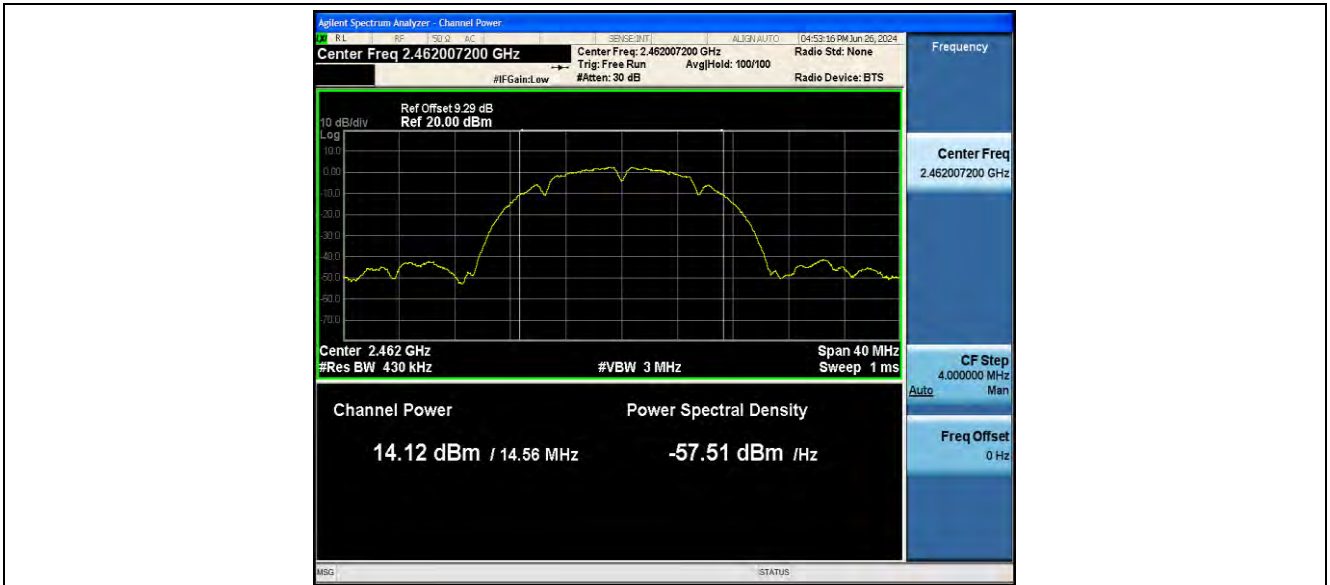 Agilent Spectrum Analyzer - Channel Power
RL RF 50 Ω AC SENSE:INT ALIGN AUTO 04:53:16 PM Jun 26, 2024
Center Freq 2.462007200 GHz
Center Freq: 2.462007200 GHz Radio Std: None
Trig: Free Run Avg|Hold: 100/100
#IFGain:Low #Atten: 30 dB Radio Device: BTS
Frequency
Ref Offset 9.29 dB
10 dB/div Ref 20.00 dBm
Log
10.0
0.00
-10.0
-20.0
-30.0
-40.0
-50.0
-60.0
-70.0
Center 2.462 GHz Span 40 MHz
#Res BW 430 kHz #VBW 3 MHz Sweep 1 ms
Channel Power Power Spectral Density
14.12 dBm / 14.56 MHz -57.51 dBm /Hz
Center Freq
2.462007200 GHz
CF Step
4.000000 MHz
Auto Man
Freq Offset
0 Hz
MSG STATUS